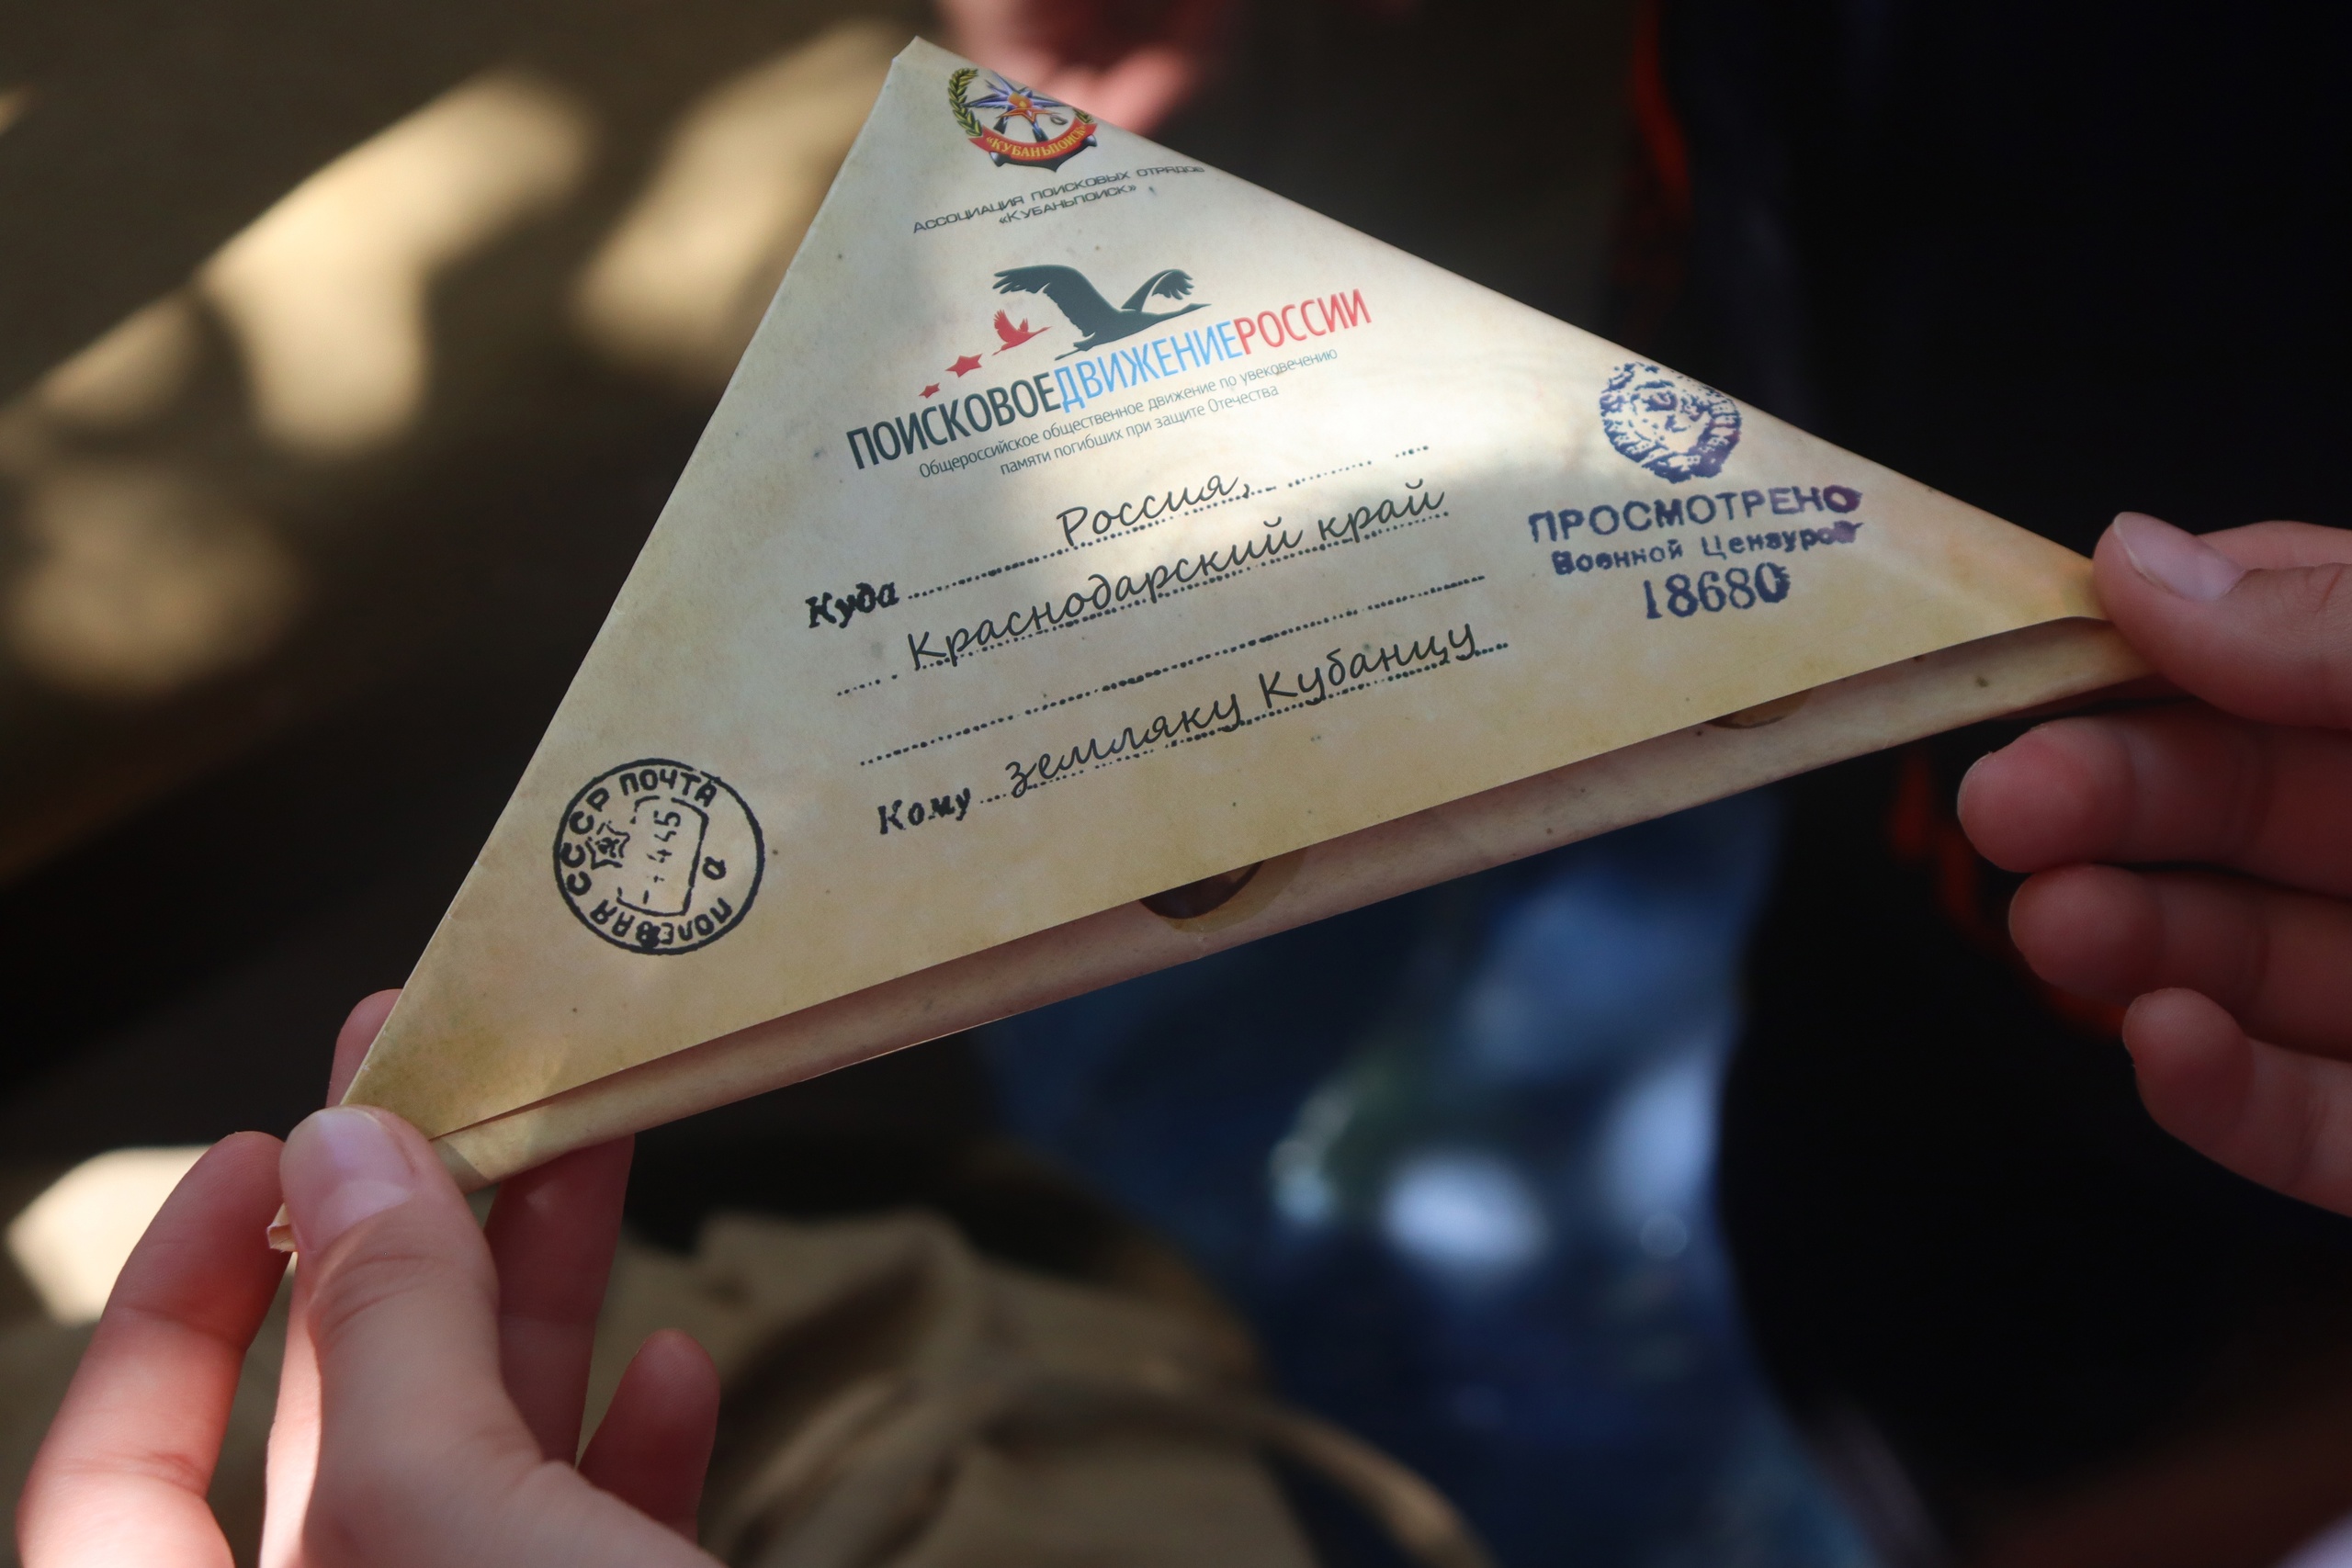 «КУБАНЬПОИСК»
АССОЦИАЦИЯ ПОИСКОВЫХ ОТРЯДОВ
«КУБАНЬПОИСК»
ПОИСКОВОЕДВИЖЕНИЕРОССИИ
Общероссийское общественное движение по увековечению
памяти погибших при защите Отечества
Куда Россия,
Краснодарский край
Кому земляку Кубанцу
ПРОСМОТРЕНО
Военной Цензурой
18680
СССР ПОЧТА
ПОЛЕВАЯ
а